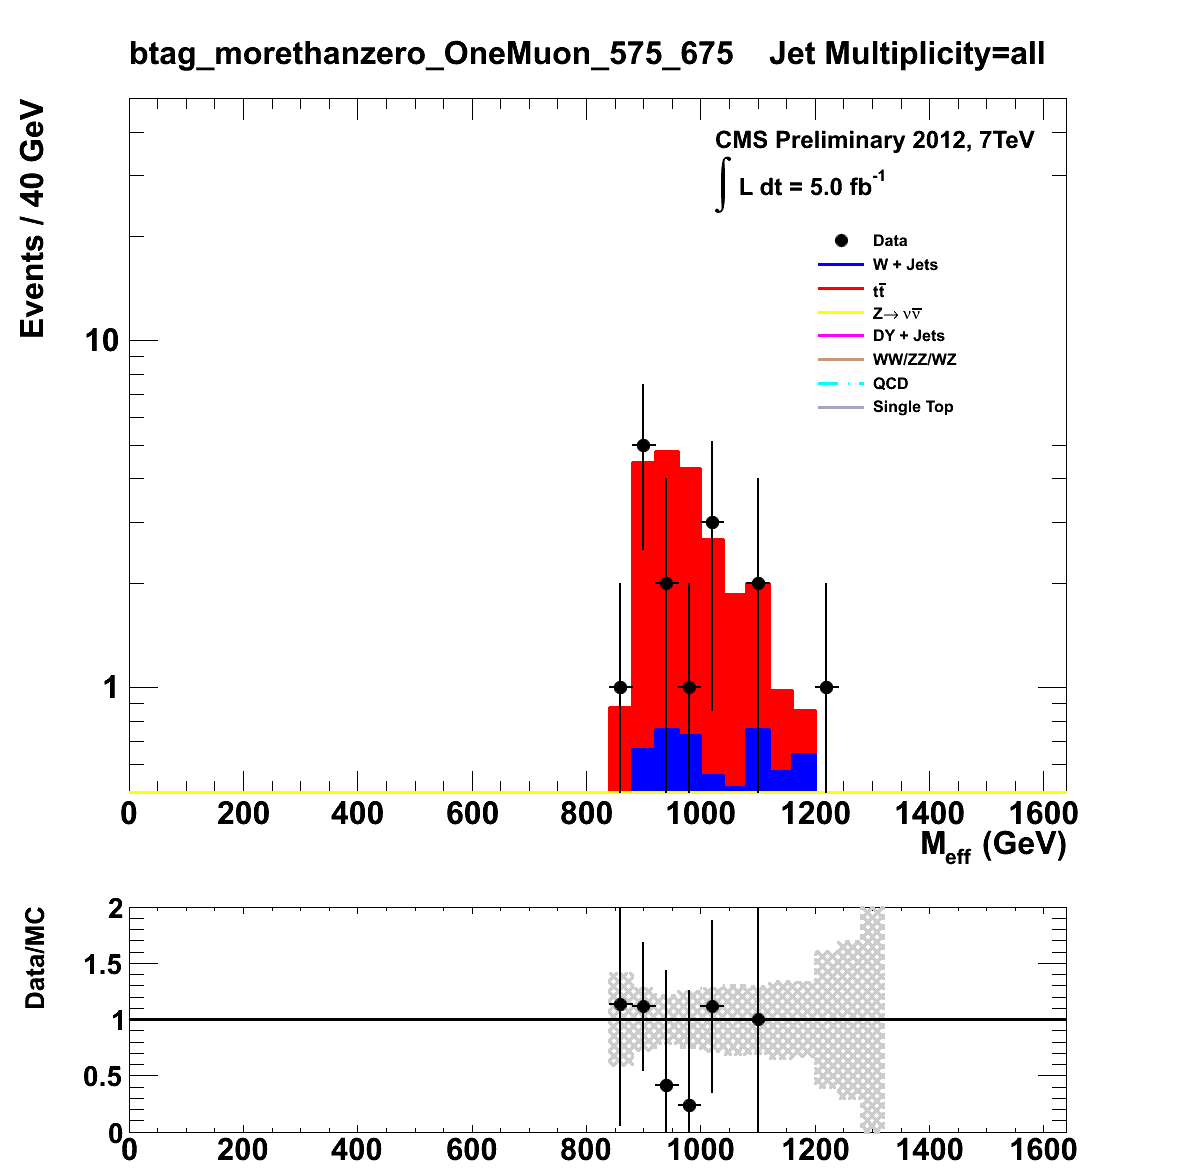 btag_morethanzero_OneMuon_575_675    Jet Multiplicity=all
Events / 40 GeV
CMS Preliminary 2012, 7TeV
∫ L dt = 5.0 fb⁻¹
Data
W + Jets
tt̅
Z→ νν̅
DY + Jets
WW/ZZ/WZ
QCD
Single Top
10
1
0 200 400 600 800 1000 1200 1400 1600
M_eff (GeV)
Data/MC
2
1.5
1
0.5
0
0 200 400 600 800 1000 1200 1400 1600